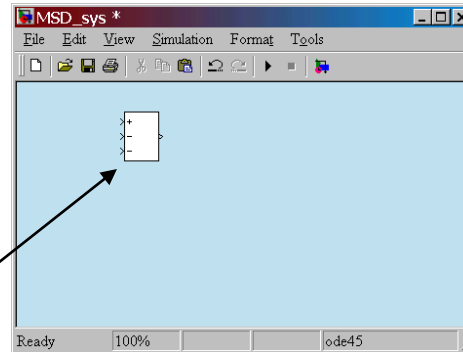 MSD_sys *
File Edit View Simulation Format Tools
+
−
−
Ready 100% ode45